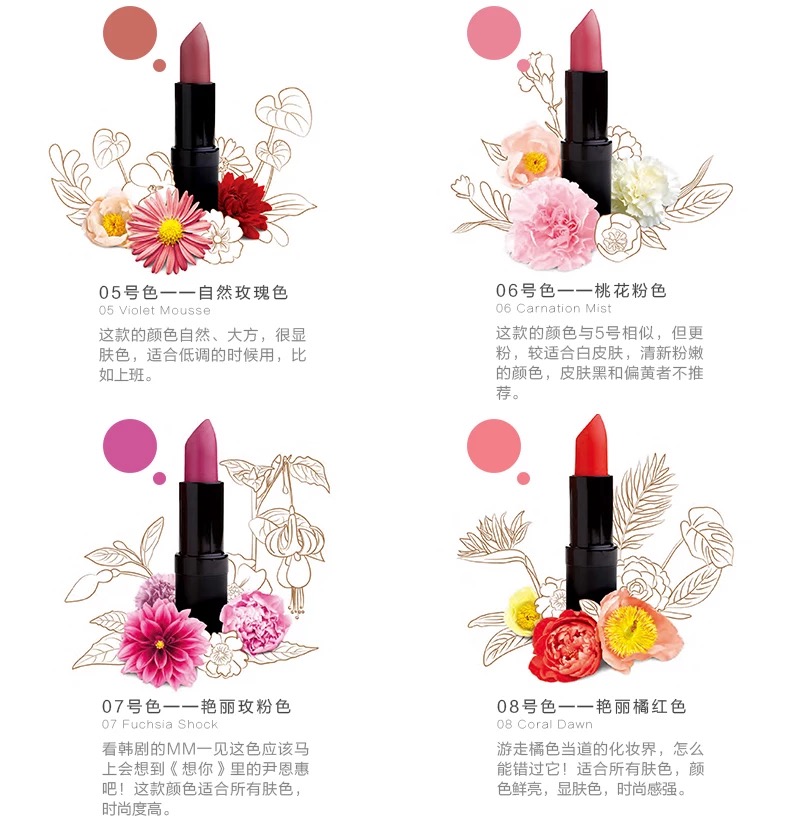 05号色——自然玫瑰色
05 Violet Mousse
这款的颜色自然、大方，很显
肤色，适合低调的时候用，比
如上班。
06号色——桃花粉色
06 Carnation Mist
这款的颜色与5号相似，但更
粉，较适合白皮肤，清新粉嫩
的颜色，皮肤黑和偏黄者不推
荐。
07号色——艳丽玫粉色
07 Fuchsia Shock
看韩剧的MM一见这色应该马
上会想到《想你》里的尹恩惠
吧！这款颜色适合所有肤色，
时尚度高。
08号色——艳丽橘红色
08 Coral Dawn
游走橘色当道的化妆界，怎么
能错过它！适合所有肤色，颜
色鲜亮，显肤色，时尚感强。